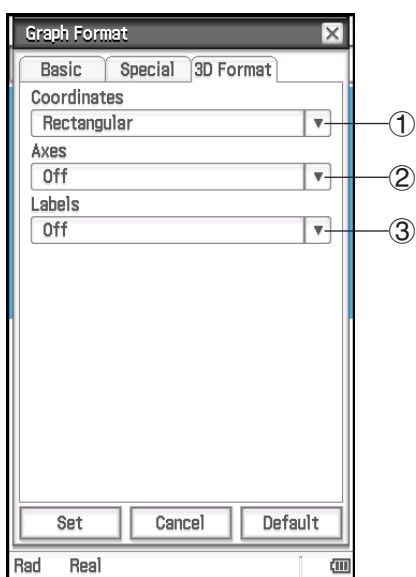 Graph Format
Basic Special 3D Format
Coordinates
Rectangular ①
Axes
Off ②
Labels
Off ③
Set Cancel Default
Rad Real